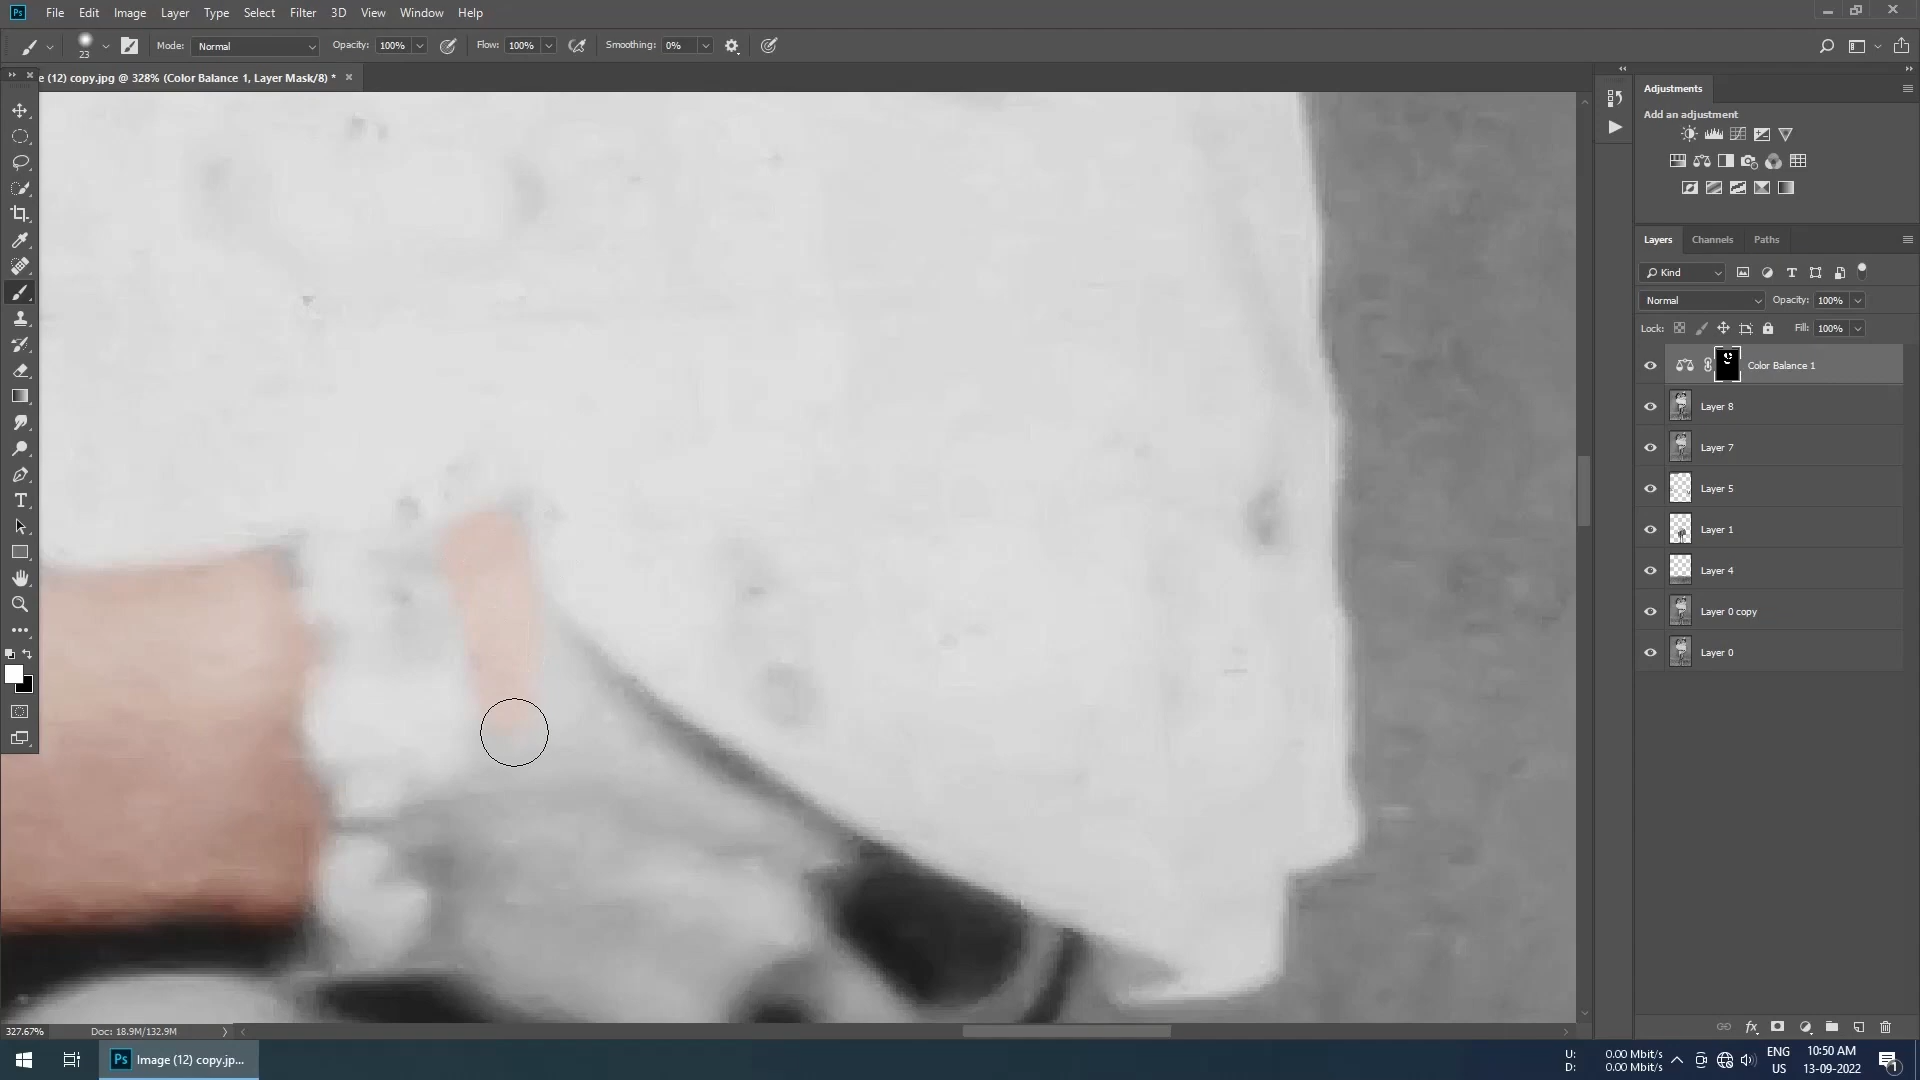 Ps File Edit Image Layer Type Select Filter 3D View Window Help
23 Mode: Normal Opacity: 100% Flow: 100% Smoothing: 0%
e (12) copy.jpg @ 328% (Color Balance 1, Layer Mask/8) *
Adjustments
Add an adjustment
Layers Channels Paths
Kind
Normal Opacity: 100%
Lock: Fill: 100%
Color Balance 1
Layer 8
Layer 7
Layer 5
Layer 1
Layer 4
Layer 0 copy
Layer 0
327.67% Doc: 18.9M/132.9M
Ps Image (12) copy.jp...
U: 0.00 Mbit/s
D: 0.00 Mbit/s
ENG
US
10:50 AM
13-09-2022
1